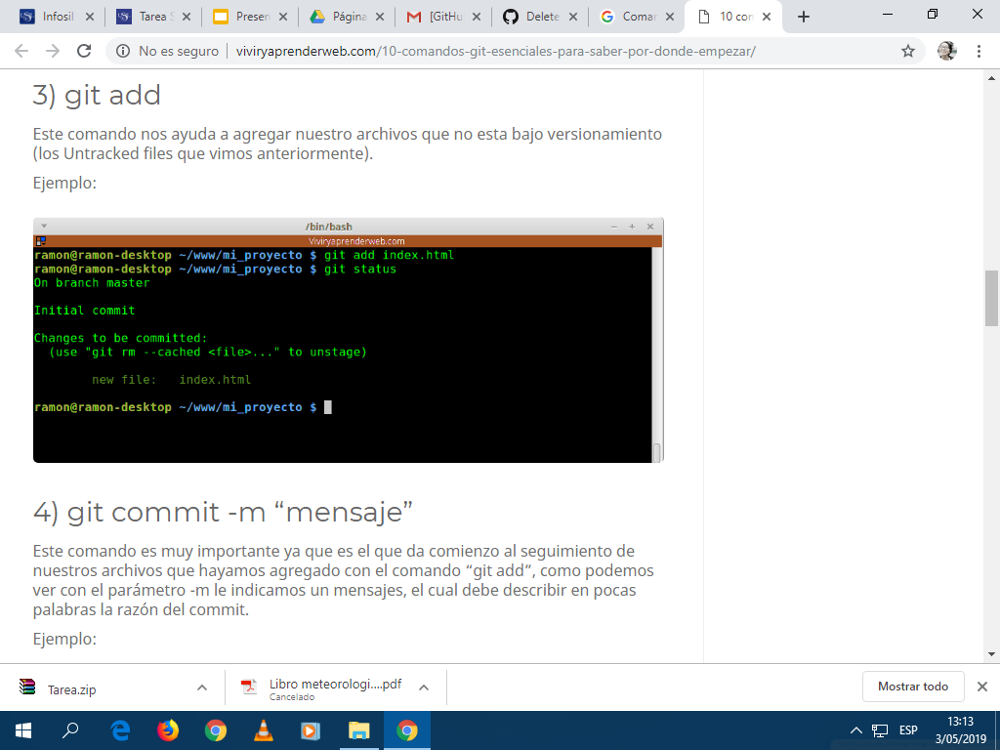 Infosil
Tarea S
Presen
Página
[GitHu
Delete
Comar
10 con
No es seguro
viviryaprenderweb.com/10-comandos-git-esenciales-para-saber-por-donde-empezar/
3) git add
Este comando nos ayuda a agregar nuestro archivos que no esta bajo versionamiento
(los Untracked files que vimos anteriormente).
Ejemplo:
/bin/bash
Viviryaprenderweb.com
ramon@ramon-desktop ~/www/mi_proyecto $ git add index.html
ramon@ramon-desktop ~/www/mi_proyecto $ git status
On branch master
Initial commit
Changes to be committed:
(use "git rm --cached <file>..." to unstage)
new file: index.html
ramon@ramon-desktop ~/www/mi_proyecto $
4) git commit -m “mensaje”
Este comando es muy importante ya que es el que da comienzo al seguimiento de
nuestros archivos que hayamos agregado con el comando “git add”, como podemos
ver con el parámetro -m le indicamos un mensajes, el cual debe describir en pocas
palabras la razón del commit.
Ejemplo:
Tarea.zip
Libro meteorologi....pdf
Cancelado
Mostrar todo
ESP
13:13
3/05/2019